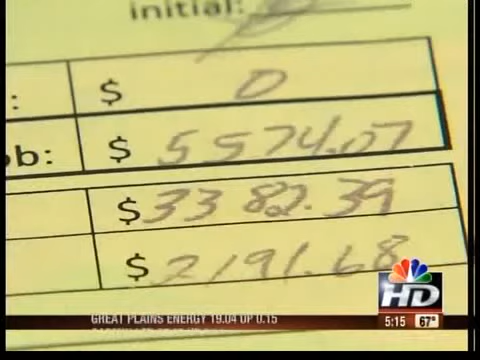 initial:
: $ 0
ob: $ 5574.07
$ 3382.39
$ 2191.68
HD
GREAT PLAINS ENERGY 19.04 UP 0.15
5:15 67°